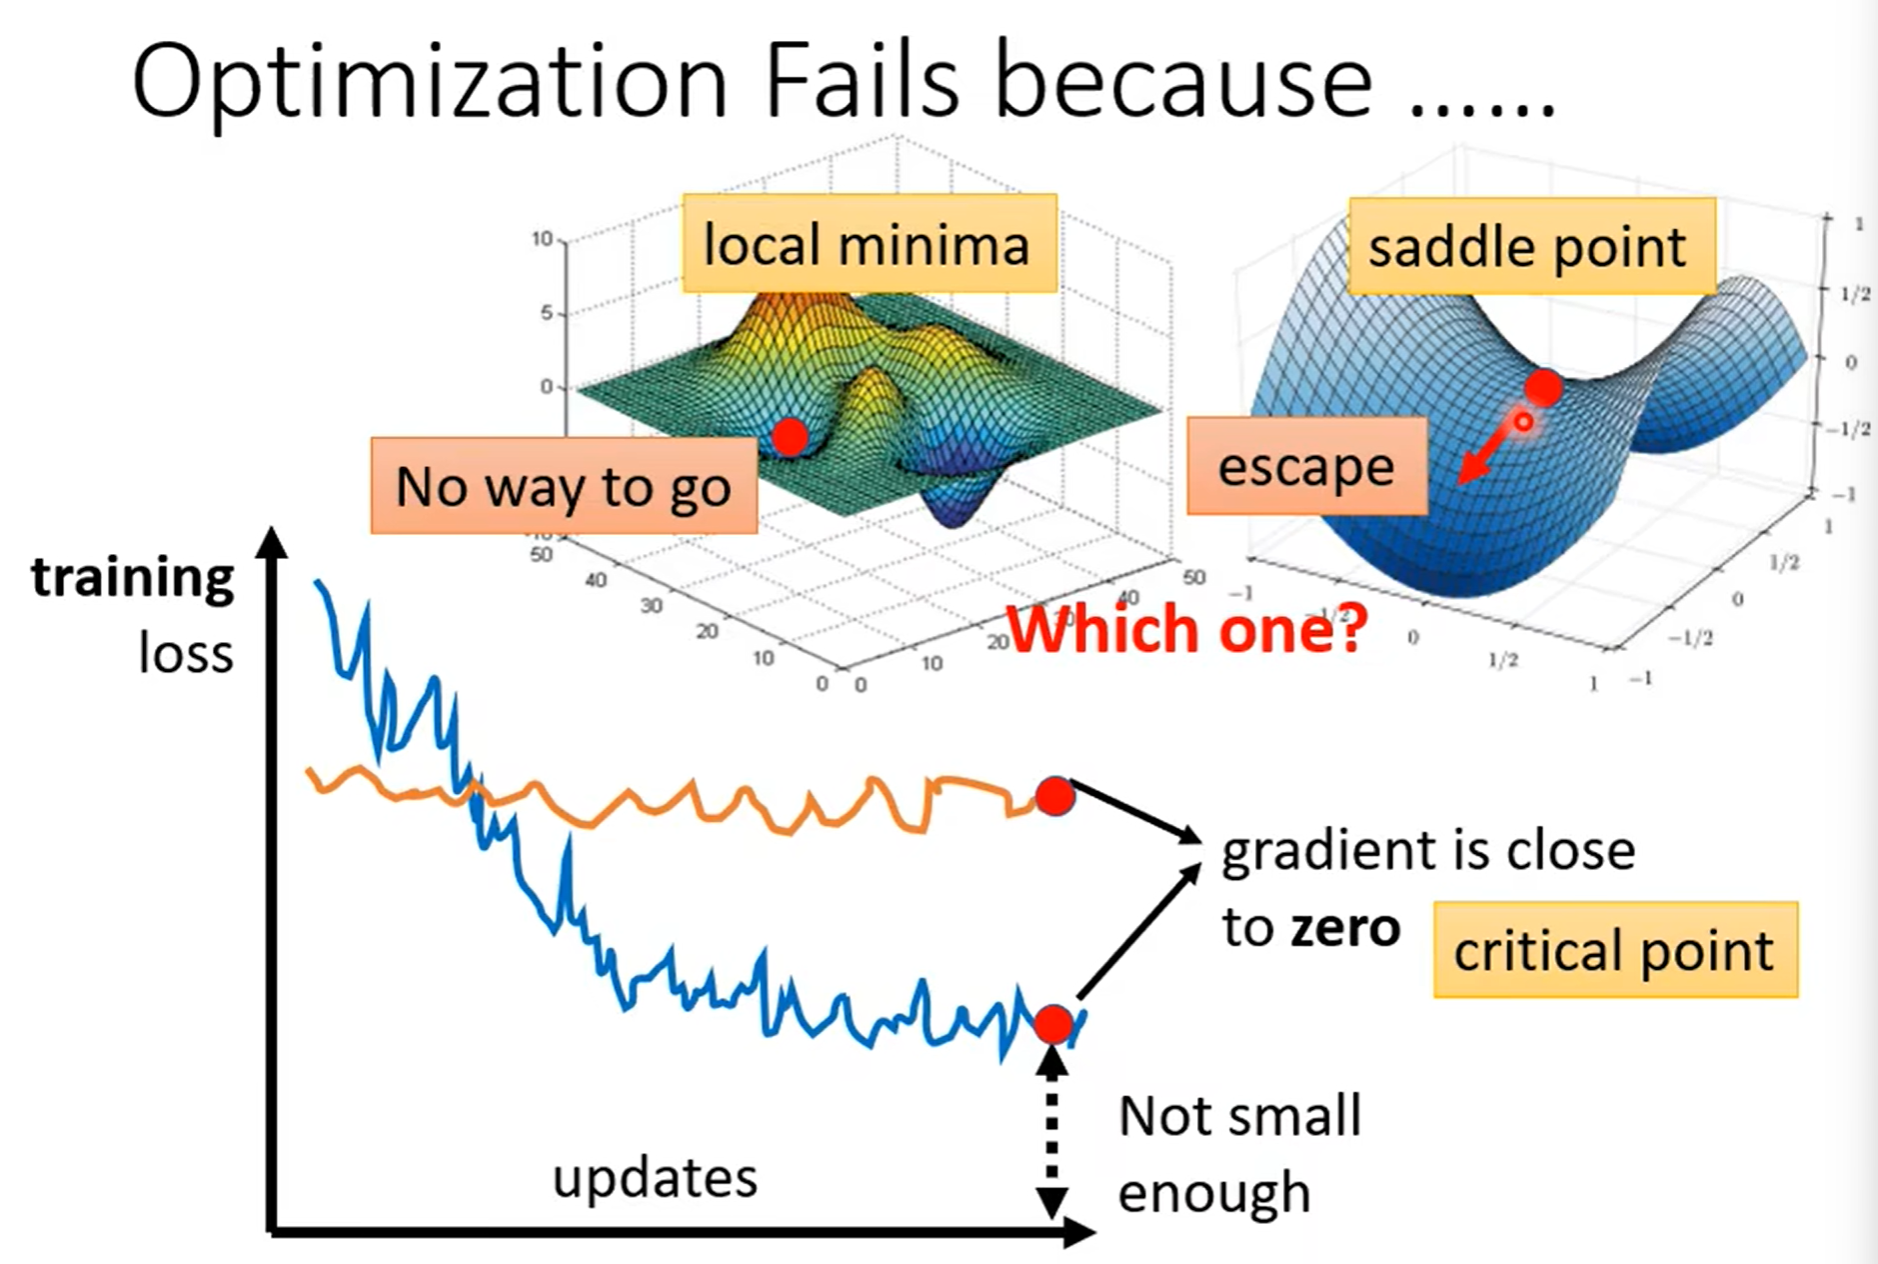 Optimization Fails because ……
local minima
saddle point
No way to go
escape
10
5
0
50
40
30
20
10
0
0
10
20
40
50
Which one?
1
1/2
0
−1/2
−1
1
1/2
0
−1/2
−1
−1
−1/2
0
1/2
1
training
loss
gradient is close
to zero
critical point
Not small
enough
updates